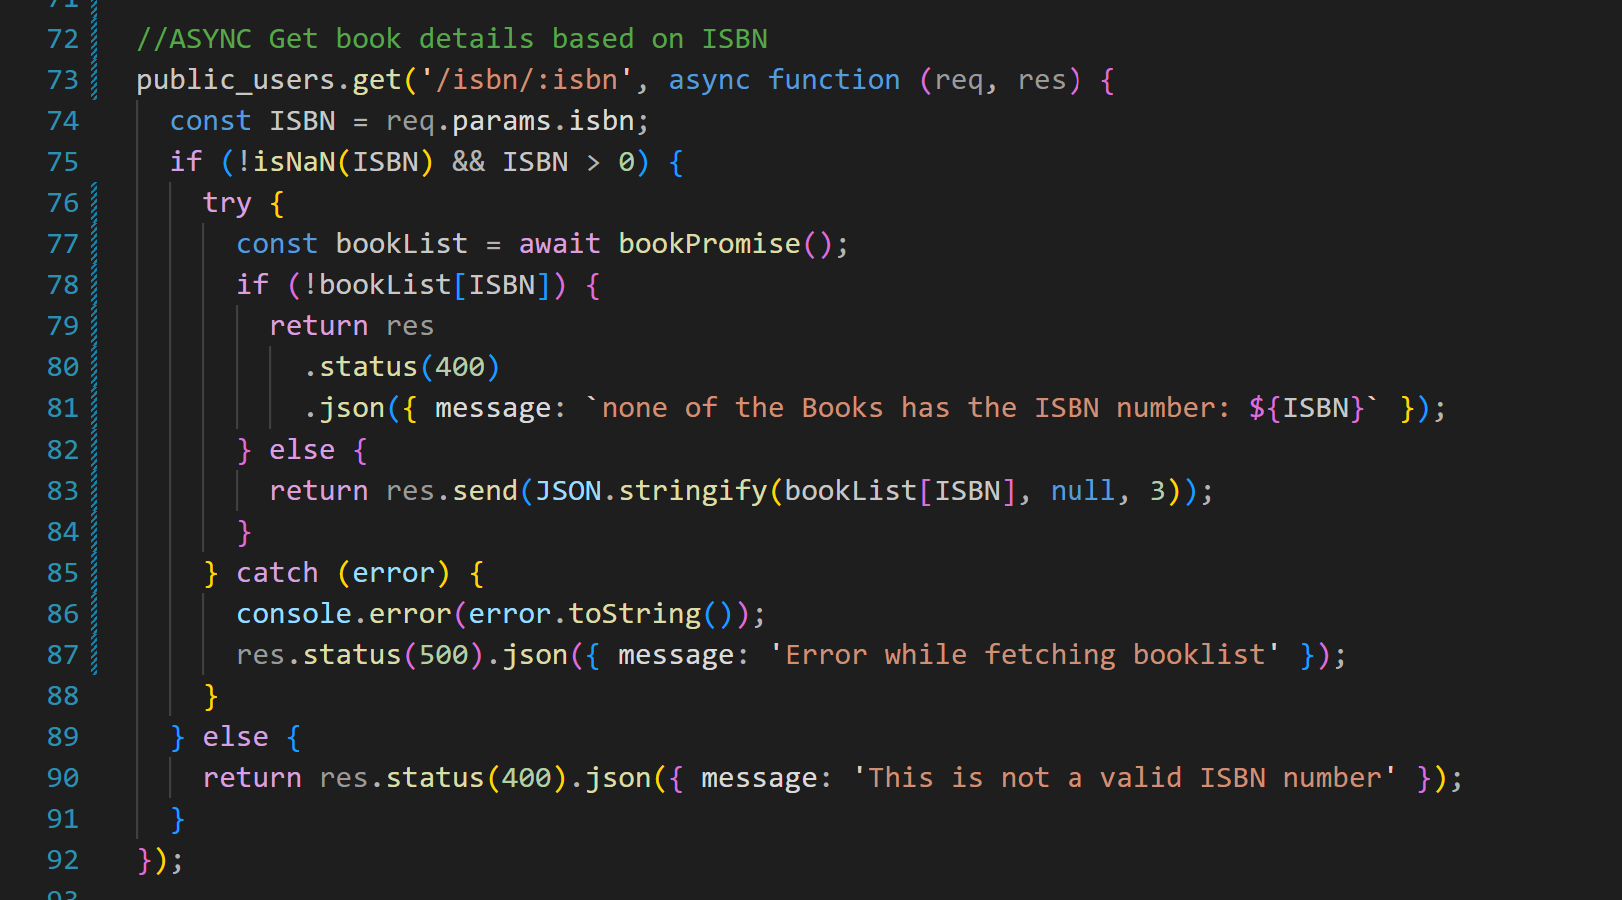 71
72 //ASYNC Get book details based on ISBN
73 public_users.get('/isbn/:isbn', async function (req, res) {
74   const ISBN = req.params.isbn;
75   if (!isNaN(ISBN) && ISBN > 0) {
76     try {
77       const bookList = await bookPromise();
78       if (!bookList[ISBN]) {
79         return res
80           .status(400)
81           .json({ message: `none of the Books has the ISBN number: ${ISBN}` });
82       } else {
83         return res.send(JSON.stringify(bookList[ISBN], null, 3));
84       }
85     } catch (error) {
86       console.error(error.toString());
87       res.status(500).json({ message: 'Error while fetching booklist' });
88     }
89   } else {
90     return res.status(400).json({ message: 'This is not a valid ISBN number' });
91   }
92 });
93